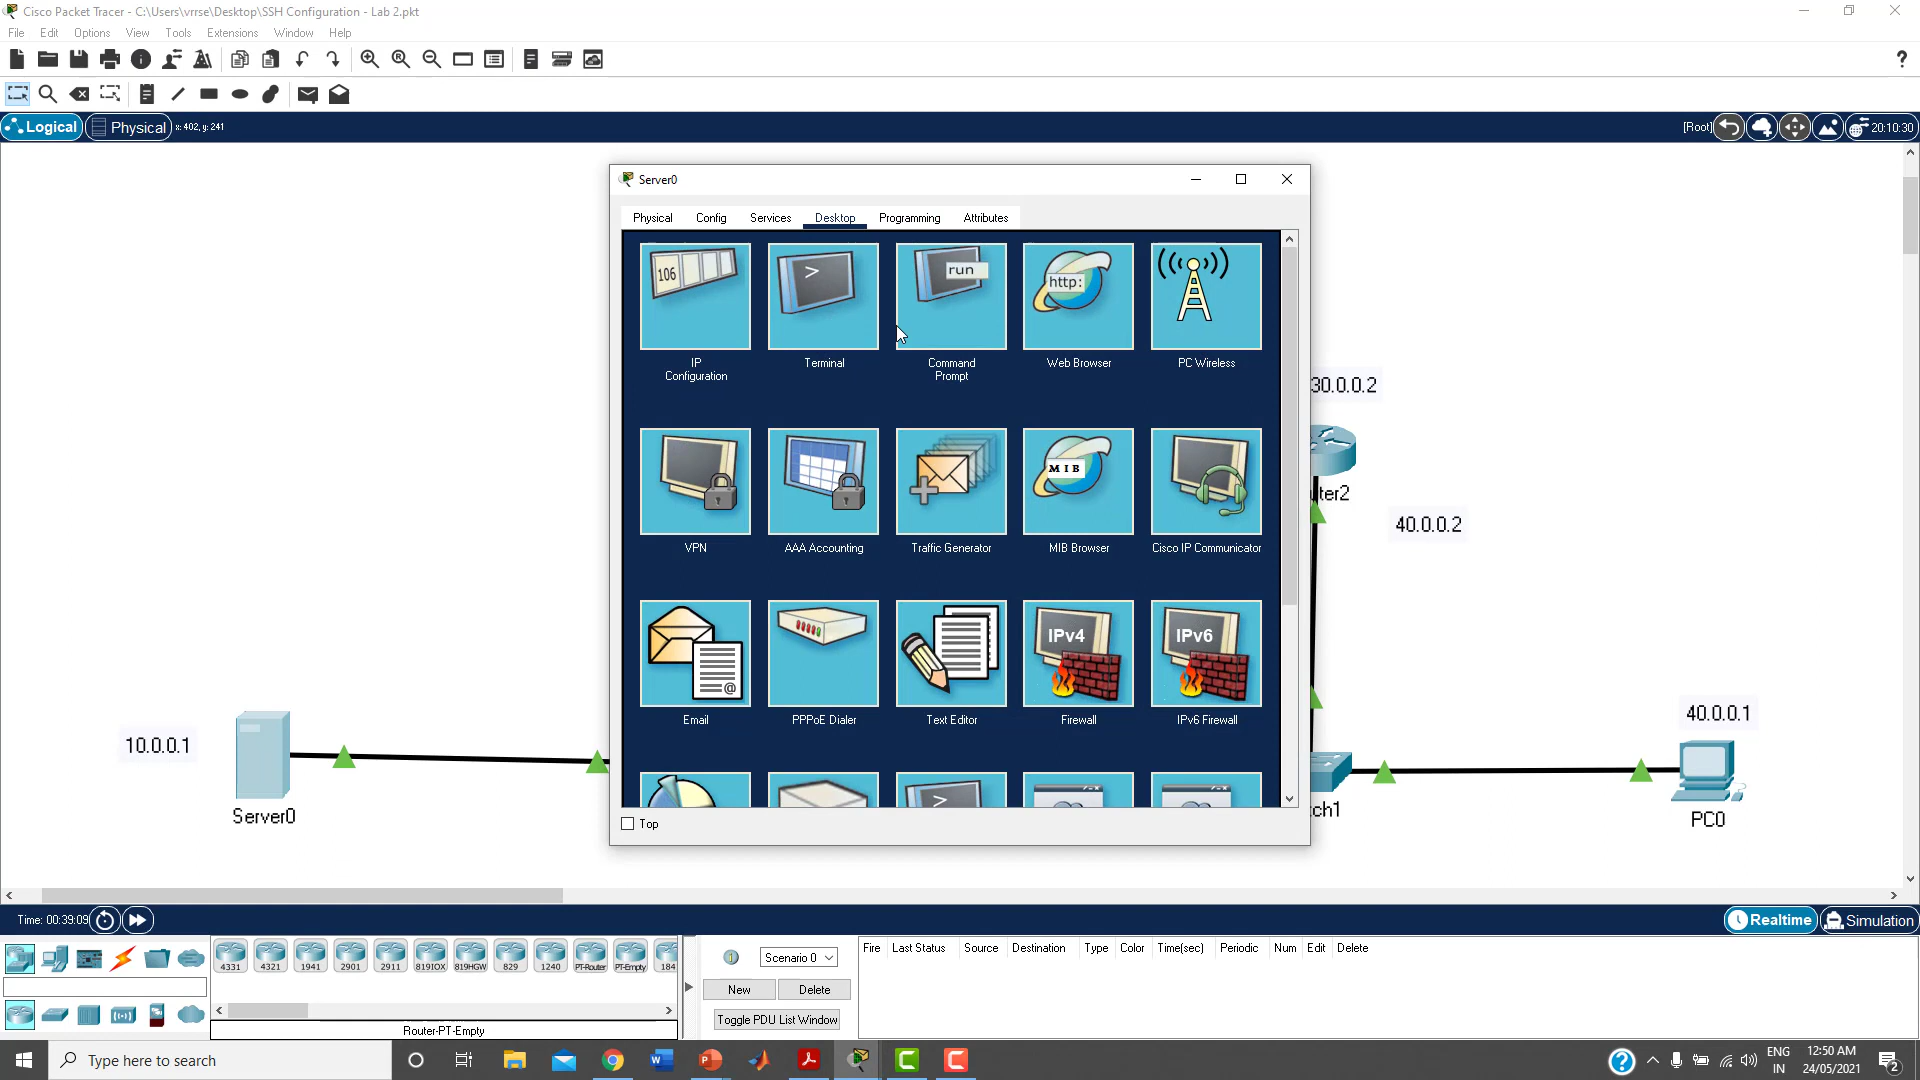 Cisco Packet Tracer - C:\Users\vrrse\Desktop\SSH Configuration - Lab 2.pkt
File Edit Options View Tools Extensions Window Help
Logical Physical x: 402, y: 241 [Root] 20:10:30
Server0
Physical Config Services Desktop Programming Attributes
106 > run http:
IP Configuration
Terminal
Command Prompt
Web Browser
PC Wireless
30.0.0.2
MIB
VPN
AAA Accounting
Traffic Generator
MIB Browser
Cisco IP Communicator
uter2
40.0.0.2
@
IPv4
IPv6
Email
PPPoE Dialer
Text Editor
Firewall
IPv6 Firewall
>
Top
10.0.0.1
Server0
tch1
40.0.0.1
PC0
Time: 00:39:09
Realtime Simulation
4331 4321 1941 2901 2911 819IOX 819HGW 829 1240 PT-Router PT-Empty 184
Router-PT-Empty
Scenario 0
New Delete
Toggle PDU List Window
Fire Last Status Source Destination Type Color Time(sec) Periodic Num Edit Delete
Type here to search
ENG
IN
12:50 AM
24/05/2021
2